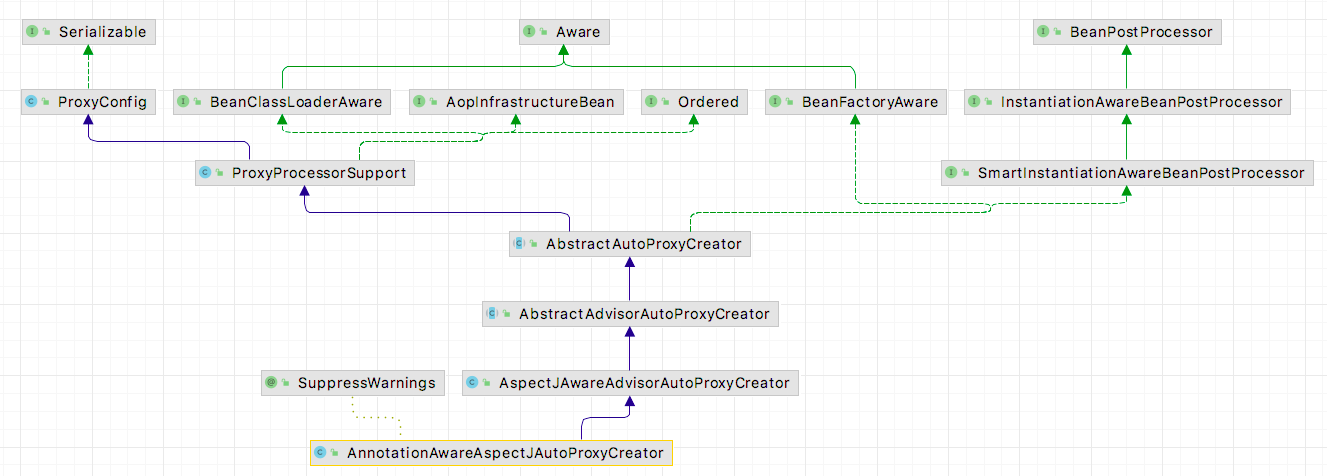 Serializable
Aware
BeanPostProcessor
ProxyConfig
BeanClassLoaderAware
AopInfrastructureBean
Ordered
BeanFactoryAware
InstantiationAwareBeanPostProcessor
ProxyProcessorSupport
SmartInstantiationAwareBeanPostProcessor
AbstractAutoProxyCreator
AbstractAdvisorAutoProxyCreator
SuppressWarnings
AspectJAwareAdvisorAutoProxyCreator
AnnotationAwareAspectJAutoProxyCreator